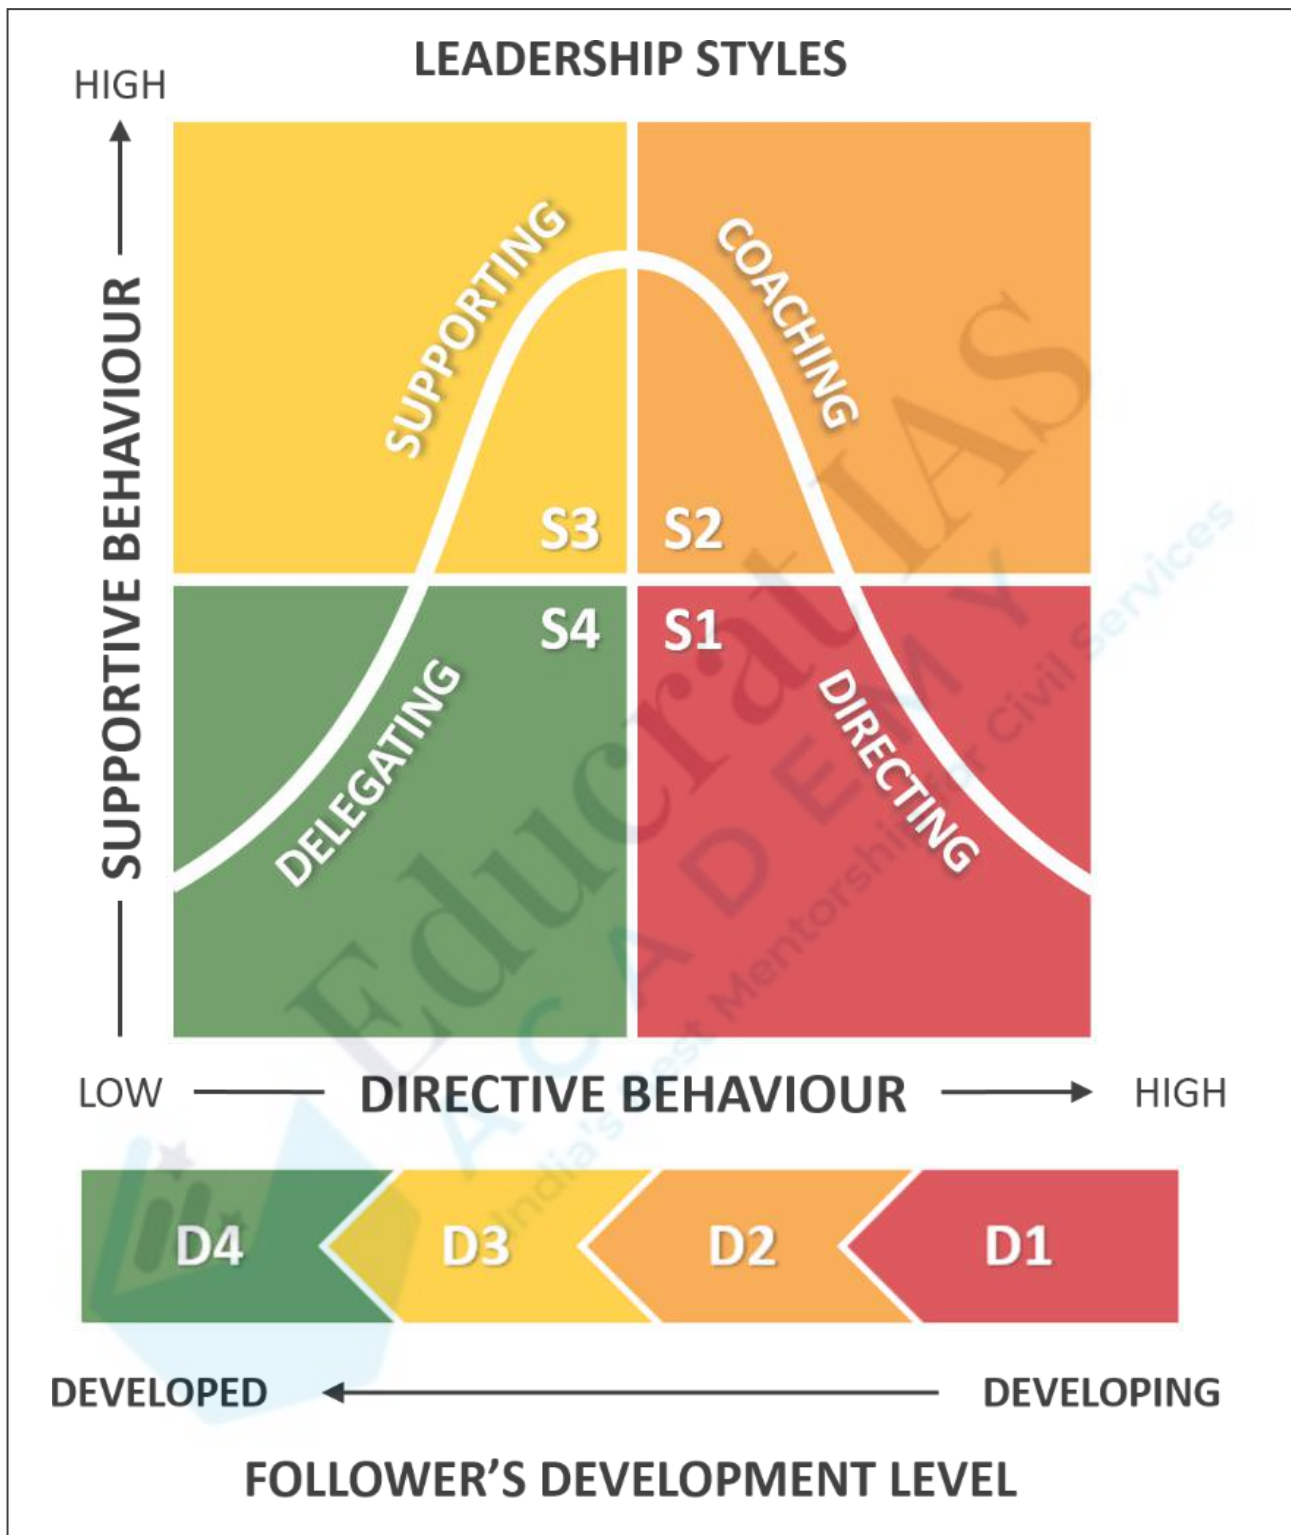 LEADERSHIP STYLES
HIGH
SUPPORTIVE BEHAVIOUR
SUPPORTING
COACHING
S3
S2
S4
S1
DELEGATING
DIRECTING
LOW
DIRECTIVE BEHAVIOUR
HIGH
D4
D3
D2
D1
DEVELOPED
DEVELOPING
FOLLOWER'S DEVELOPMENT LEVEL
Educrat IAS
ACADEMY
India's Best Mentorship for Civil Services